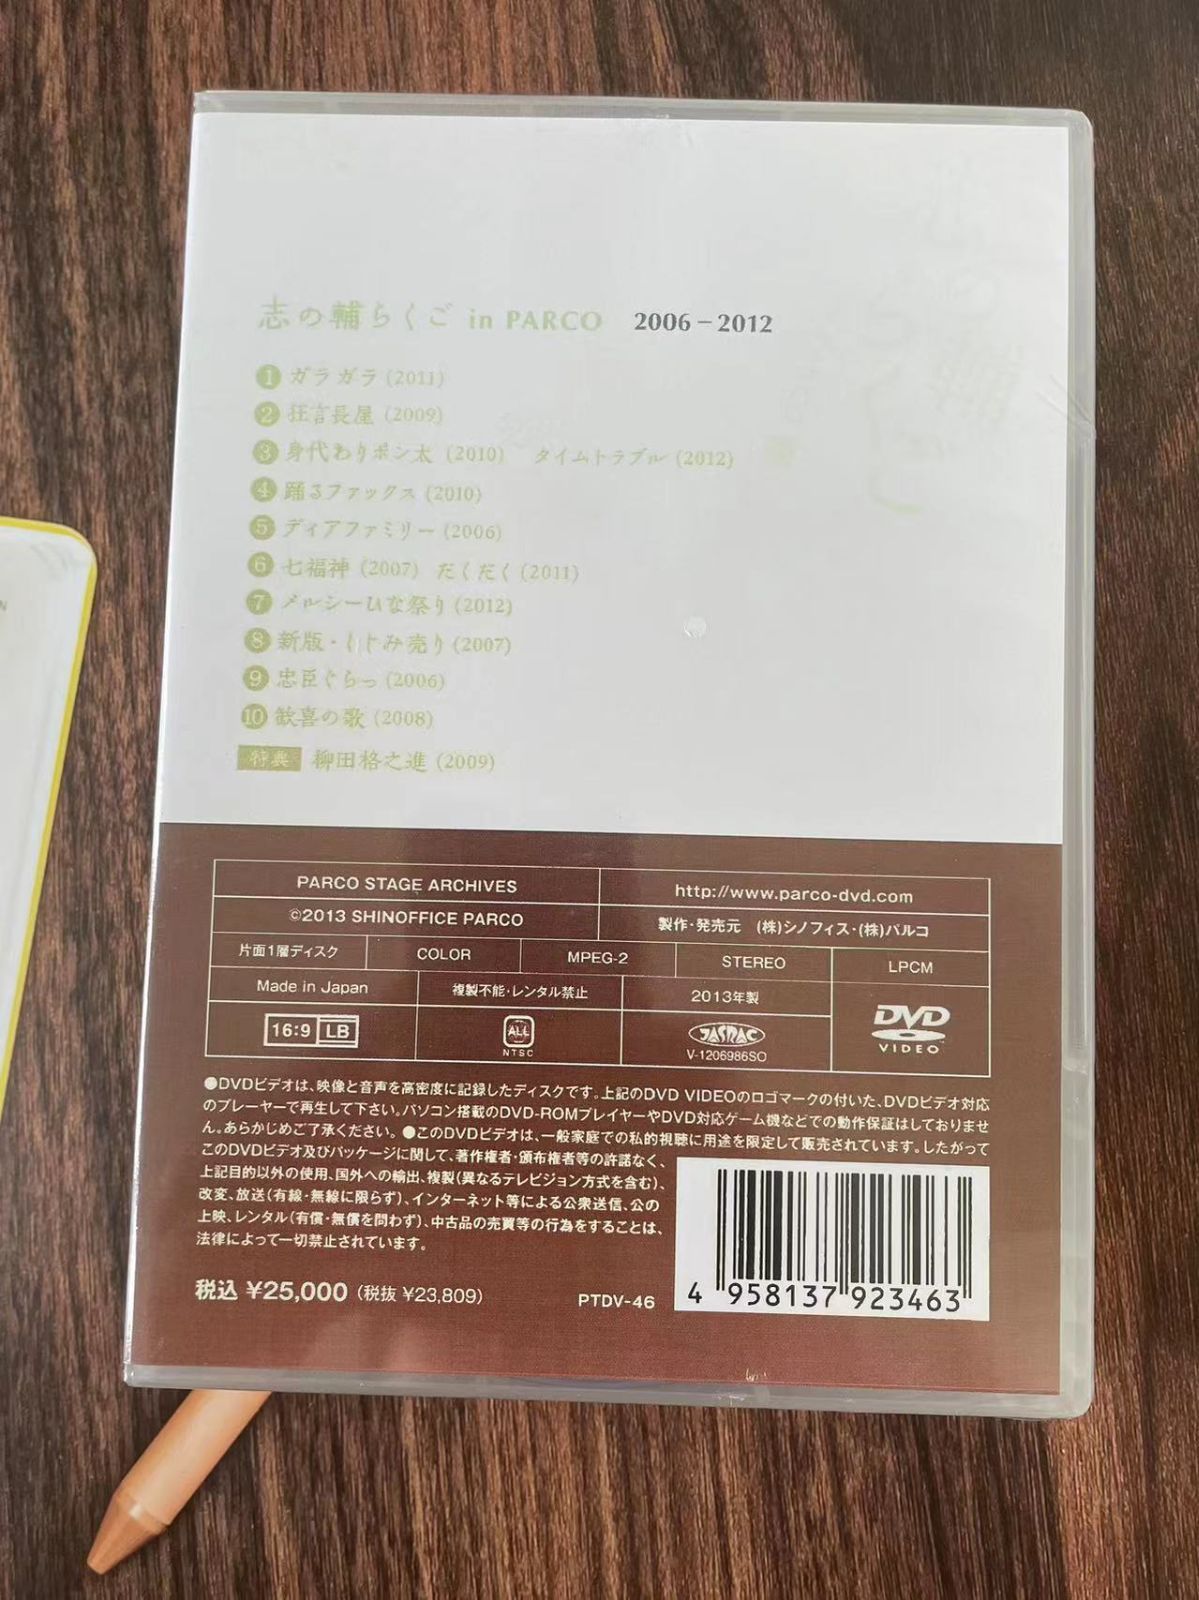 志の輔らくご in PARCO 2006－2012
1 ガラガラ (2011)
2 狂言長屋 (2009)
3 身代わりポン太 (2010) タイムトラブル (2012)
4 踊るファックス (2010)
5 ディアファミリー (2006)
6 七福神 (2007) だくだく (2011)
7 メルシーひな祭り (2012)
8 新版・しじみ売り (2007)
9 忠臣ぐらっ (2006)
10 歓喜の歌 (2008)
特典 柳田格之進 (2009)
PARCO STAGE ARCHIVES
http://www.parco-dvd.com
©2013 SHINOFFICE PARCO
製作・発売元 (株)シノフィス・(株)パルコ
片面1層ディスク COLOR MPEG-2 STEREO LPCM
Made in Japan 複製不能・レンタル禁止 2013年製
16:9 LB ALL NTSC JASRAC V-1206986SO DVD VIDEO
●DVDビデオは、映像と音声を高密度に記録したディスクです。上記のDVD VIDEOのロゴマークの付いた、DVDビデオ対応
のプレーヤーで再生して下さい。パソコン搭載のDVD-ROMプレイヤーやDVD対応ゲーム機などでの動作保証はしておりませ
ん。あらかじめご了承ください。●このDVDビデオは、一般家庭での私的視聴に用途を限定して販売されています。したがって
このDVDビデオ及びパッケージに関して、著作権者・頒布権者等の許諾なく、
上記目的以外の使用、国外への輸出、複製(異なるテレビジョン方式を含む)、
改変、放送(有線・無線に限らず)、インターネット等による公衆送信、公の
上映、レンタル(有償・無償を問わず)、中古品の売買等の行為をすることは、
法律によって一切禁止されています。
税込 ¥25,000 (税抜 ¥23,809)
PTDV-46
4 958137 923463